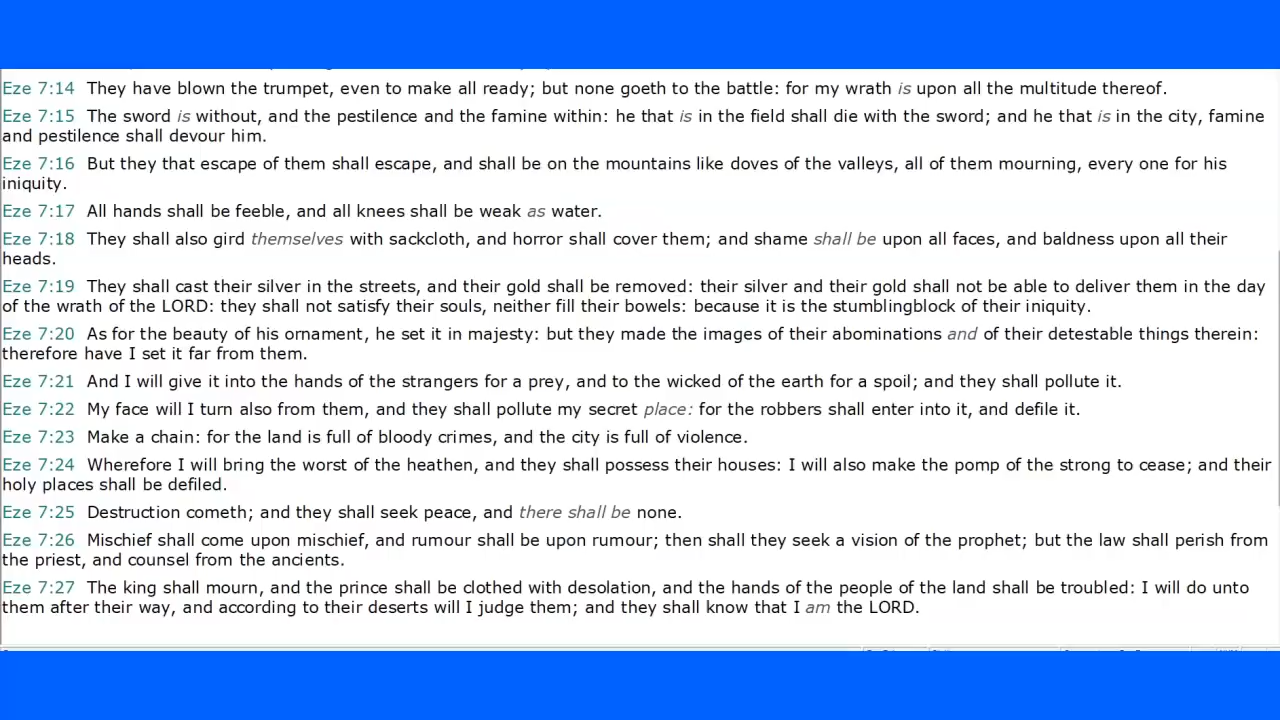 Eze 7:14 They have blown the trumpet, even to make all ready; but none goeth to the battle: for my wrath is upon all the multitude thereof.
Eze 7:15 The sword is without, and the pestilence and the famine within: he that is in the field shall die with the sword; and he that is in the city, famine
and pestilence shall devour him.
Eze 7:16 But they that escape of them shall escape, and shall be on the mountains like doves of the valleys, all of them mourning, every one for his
iniquity.
Eze 7:17 All hands shall be feeble, and all knees shall be weak as water.
Eze 7:18 They shall also gird themselves with sackcloth, and horror shall cover them; and shame shall be upon all faces, and baldness upon all their
heads.
Eze 7:19 They shall cast their silver in the streets, and their gold shall be removed: their silver and their gold shall not be able to deliver them in the day
of the wrath of the LORD: they shall not satisfy their souls, neither fill their bowels: because it is the stumblingblock of their iniquity.
Eze 7:20 As for the beauty of his ornament, he set it in majesty: but they made the images of their abominations and of their detestable things therein:
therefore have I set it far from them.
Eze 7:21 And I will give it into the hands of the strangers for a prey, and to the wicked of the earth for a spoil; and they shall pollute it.
Eze 7:22 My face will I turn also from them, and they shall pollute my secret place: for the robbers shall enter into it, and defile it.
Eze 7:23 Make a chain: for the land is full of bloody crimes, and the city is full of violence.
Eze 7:24 Wherefore I will bring the worst of the heathen, and they shall possess their houses: I will also make the pomp of the strong to cease; and their
holy places shall be defiled.
Eze 7:25 Destruction cometh; and they shall seek peace, and there shall be none.
Eze 7:26 Mischief shall come upon mischief, and rumour shall be upon rumour; then shall they seek a vision of the prophet; but the law shall perish from
the priest, and counsel from the ancients.
Eze 7:27 The king shall mourn, and the prince shall be clothed with desolation, and the hands of the people of the land shall be troubled: I will do unto
them after their way, and according to their deserts will I judge them; and they shall know that I am the LORD.